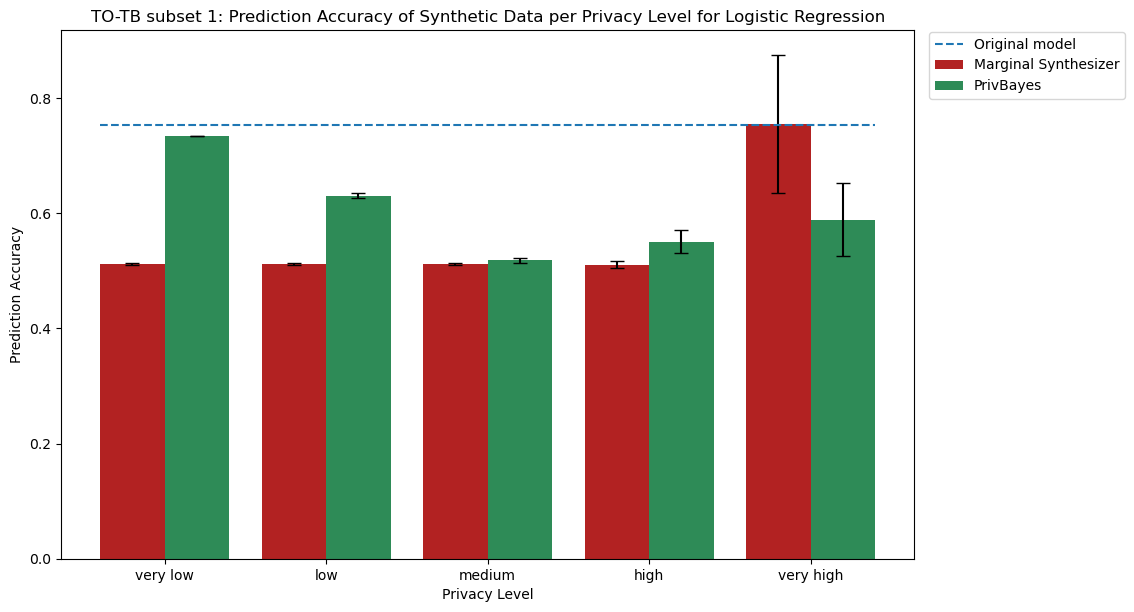 TO-TB subset 1: Prediction Accuracy of Synthetic Data per Privacy Level for Logistic Regression
Original model
Marginal Synthesizer
PrivBayes
Prediction Accuracy
0.8
0.6
0.4
0.2
0.0
very low
low
medium
high
very high
Privacy Level